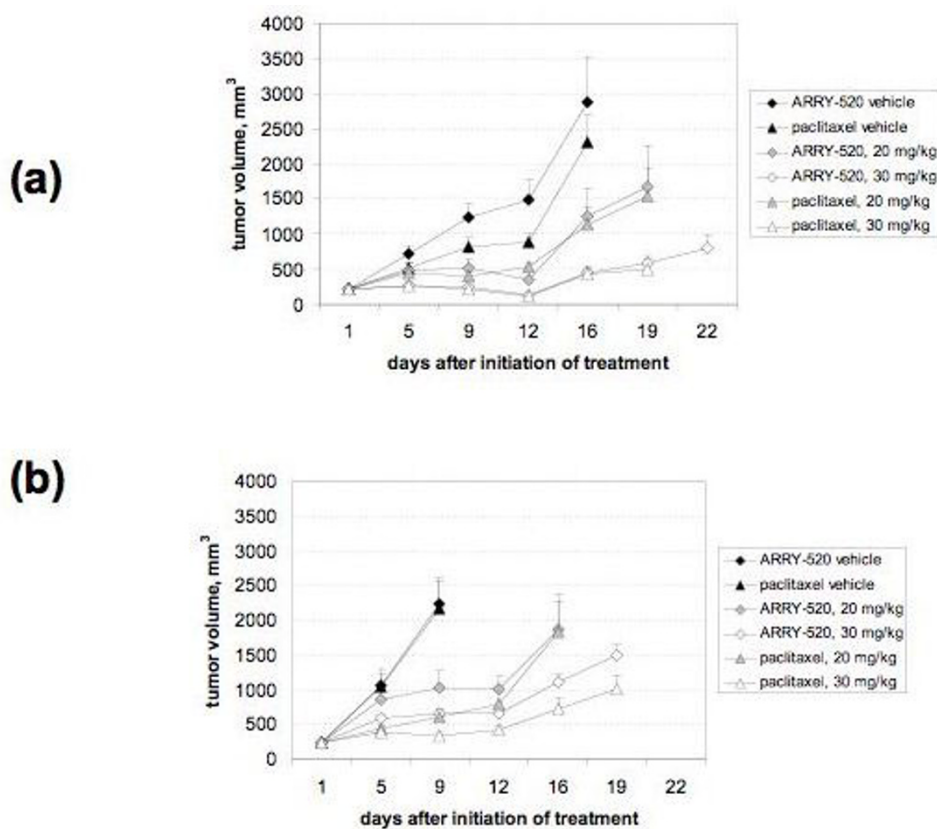 (a)
4000
3500
3000
2500
2000
1500
1000
500
0
tumor volume, mm3
1 5 9 12 16 19 22
days after initiation of treatment
ARRY-520 vehicle
paclitaxel vehicle
ARRY-520, 20 mg/kg
ARRY-520, 30 mg/kg
paclitaxel, 20 mg/kg
paclitaxel, 30 mg/kg
(b)
4000
3500
3000
2500
2000
1500
1000
500
0
tumor volume, mm3
1 5 9 12 16 19 22
days after initiation of treatment
ARRY-520 vehicle
paclitaxel vehicle
ARRY-520, 20 mg/kg
ARRY-520, 30 mg/kg
paclitaxel, 20 mg/kg
paclitaxel, 30 mg/kg